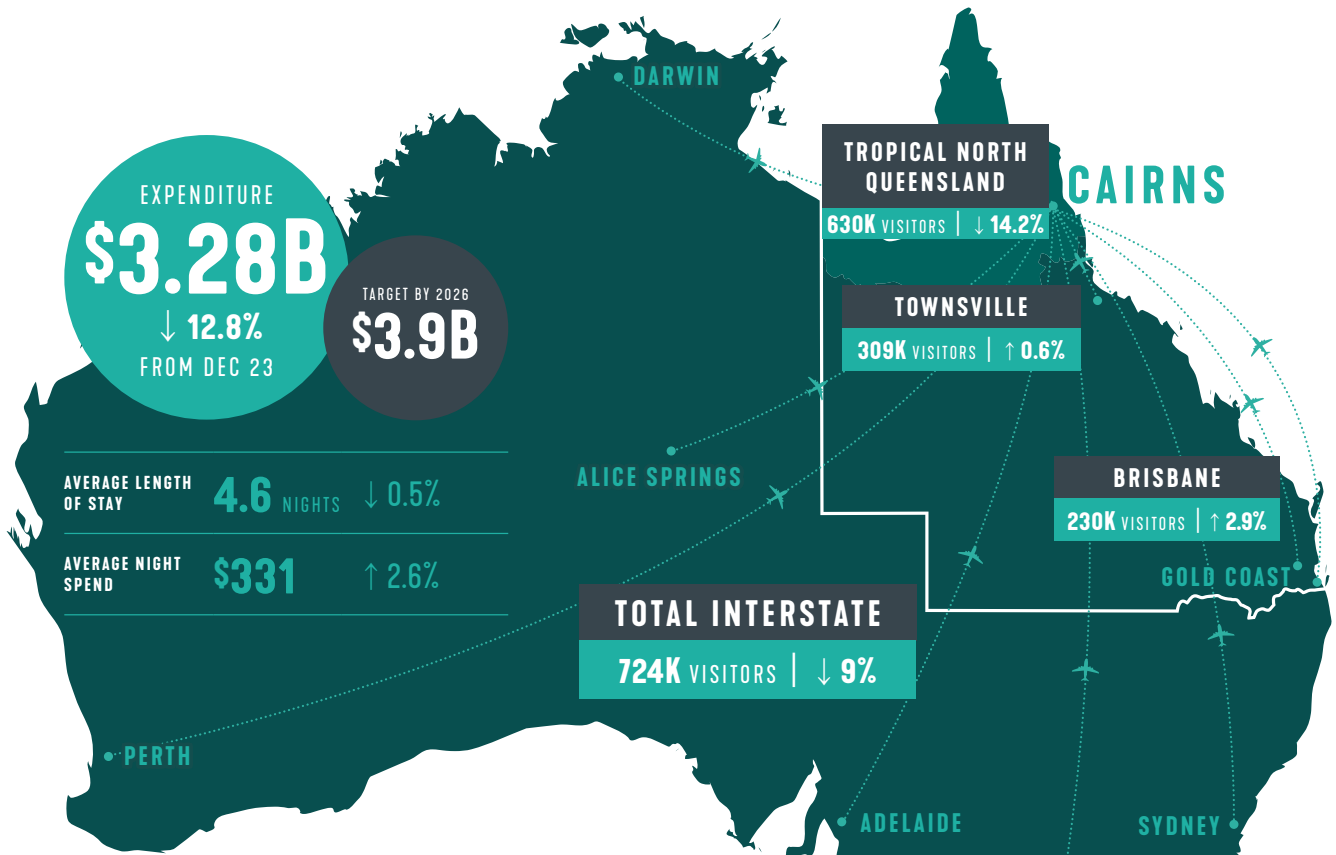 DARWIN
TROPICAL NORTH
QUEENSLAND
630K VISITORS | ↓ 14.2%
CAIRNS
EXPENDITURE
$3.28B
↓ 12.8%
FROM DEC 23
TARGET BY 2026
$3.9B
TOWNSVILLE
309K VISITORS | ↑ 0.6%
AVERAGE LENGTH
OF STAY
4.6 NIGHTS ↓ 0.5%
AVERAGE NIGHT
SPEND
$331 ↑ 2.6%
ALICE SPRINGS
BRISBANE
230K VISITORS | ↑ 2.9%
GOLD COAST
TOTAL INTERSTATE
724K VISITORS | ↓ 9%
PERTH
ADELAIDE
SYDNEY